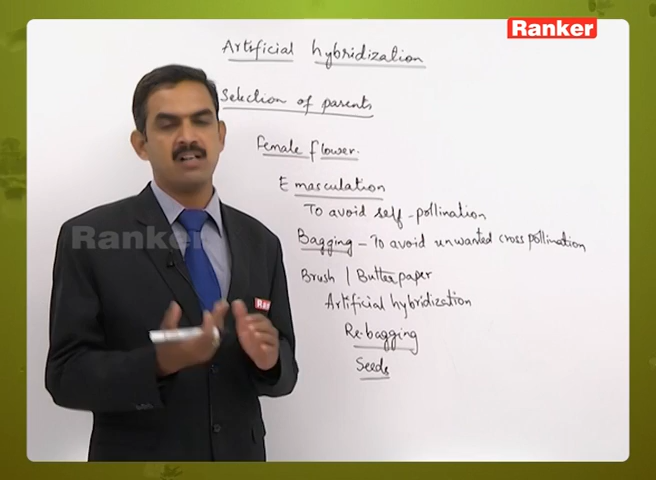 Ranker
Artificial hybridization
Selection of parents
Female flower.
Emasculation
To avoid self-pollination
Bagging - To avoid unwanted cross pollination
Brush / Butter paper
Artificial hybridization
Re-bagging
Seeds
Ranker